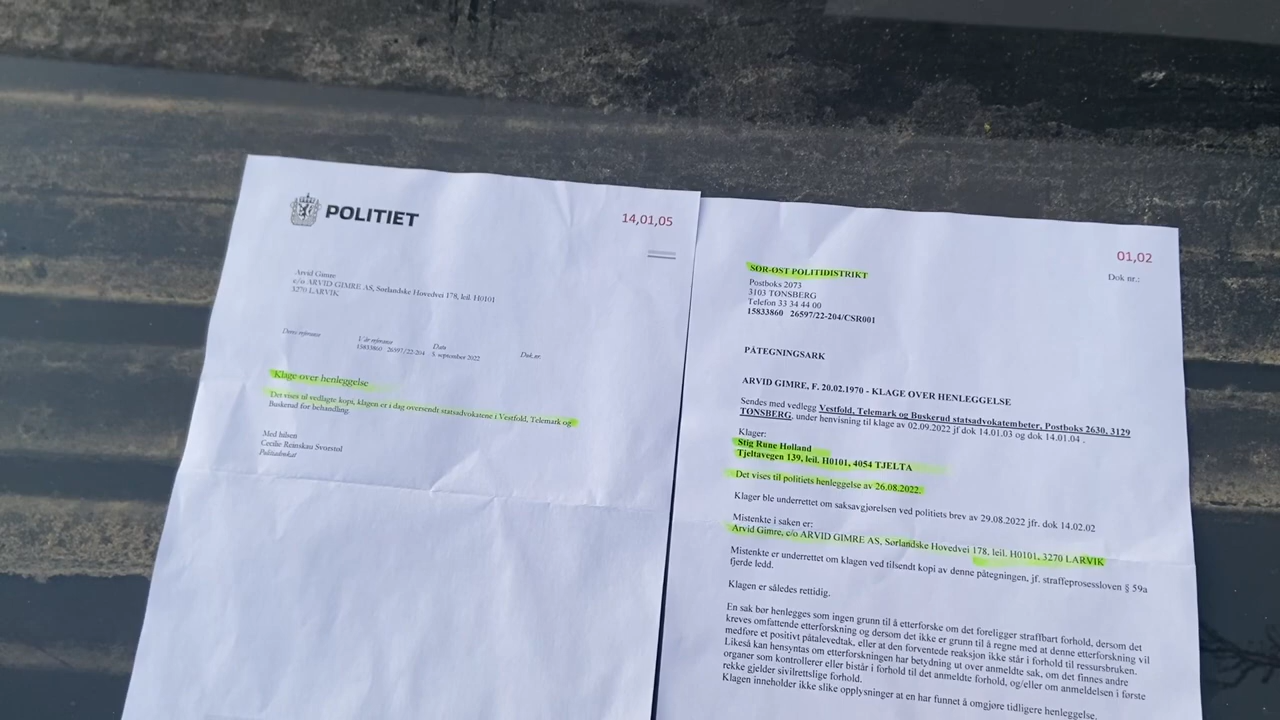 POLITIET
14,01,05
Arvid Gimre
c/o ARVID GIMRE AS, Sørlandske Hovedvei 178, leil. H0101
3270 LARVIK
Deres referanse
Vår referanse
Dato
Dok.nr.
15833860 26597/22-204
5. september 2022
Klage over henleggelse
Det vises til vedlagte kopi, klagen er i dag oversendt statsadvokatene i Vestfold, Telemark og
Buskerud for behandling.
Med hilsen
Cecilie Reinskau Svorstøl
Politiadvokat
01,02
Dok nr.:
SØR-ØST POLITIDISTRIKT
Postboks 2073
3103 TØNSBERG
Telefon 33 34 44 00
15833860 26597/22-204/CSR001
PÅTEGNINGSARK
ARVID GIMRE, F. 20.02.1970 - KLAGE OVER HENLEGGELSE
Sendes med vedlegg Vestfold, Telemark og Buskerud statsadvokatembeter, Postboks 2630, 3129
TØNSBERG, under henvisning til klage av 02.09.2022 jf dok 14.01.03 og dok 14.01.04 .
Klager:
Stig Rune Hølland
Tjeltavegen 139, leil. H0101, 4054 TJELTA
Det vises til politiets henleggelse av 26.08.2022.
Klager ble underrettet om saksavgjørelsen ved politiets brev av 29.08.2022 jfr. dok 14.02.02
Mistenkte i saken er:
Arvid Gimre, c/o ARVID GIMRE AS, Sørlandske Hovedvei 178, leil. H0101, 3270 LARVIK
Mistenkte er underrettet om klagen ved tilsendt kopi av denne påtegningen, jf. straffeprosessloven § 59a
fjerde ledd.
Klagen er således rettidig.
En sak bør henlegges som ingen grunn til å etterforske om det foreligger straffbart forhold, dersom det
kreves omfattende etterforskning og dersom det ikke er grunn til å regne med at denne etterforskning vil
medføre et positivt påtalevedtak, eller at den forventede reaksjon ikke står i forhold til ressursbruken.
Likeså kan hensyntas om etterforskningen har betydning ut over anmeldte sak, om det finnes andre
organer som kontrollerer eller bistår i forhold til det anmeldte forhold, og/eller om anmeldelsen i første
rekke gjelder sivilrettslige forhold.
Klagen inneholder ikke slike opplysninger at en har funnet å omgjøre tidligere henleggelse.